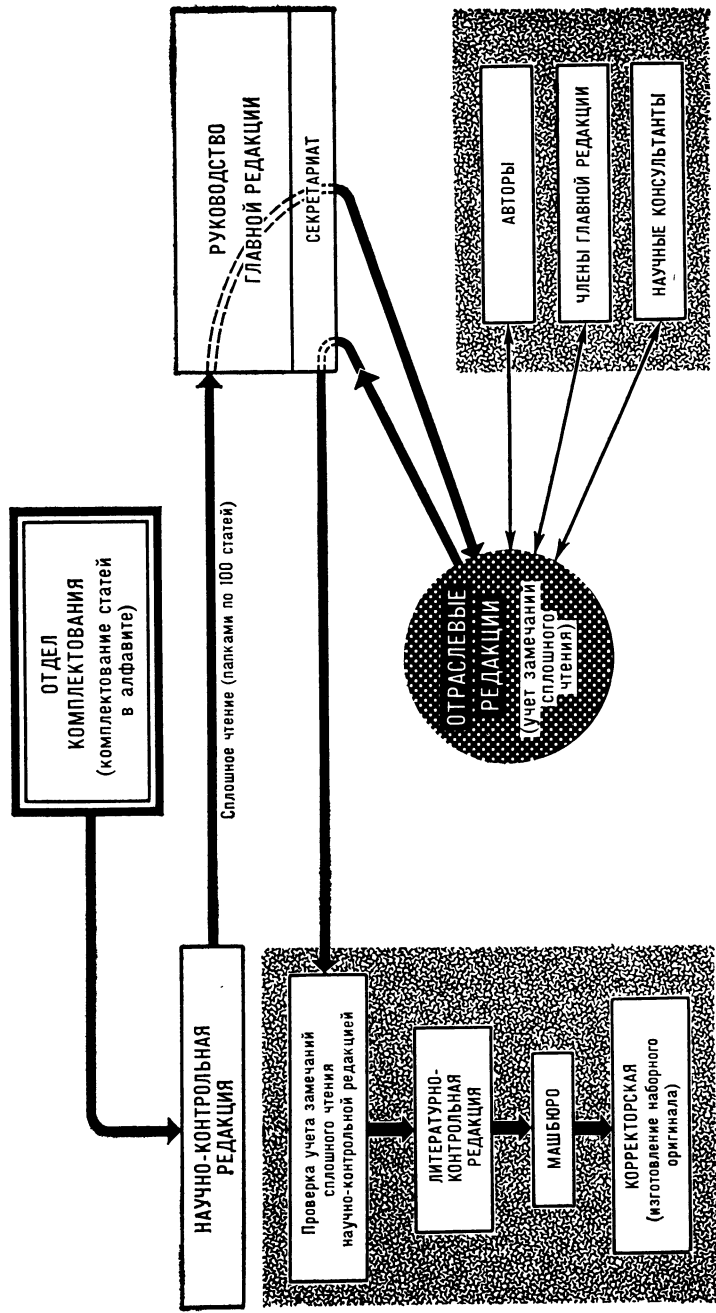 ОТДЕЛ
КОМПЛЕКТОВАНИЯ
(комплектование статей
в алфавите)
НАУЧНО-КОНТРОЛЬНАЯ
РЕДАКЦИЯ
Сплошное чтение (папками по 100 статей)
РУКОВОДСТВО
ГЛАВНОЙ РЕДАКЦИИ
СЕКРЕТАРИАТ
Проверка учета замечаний
сплошного чтения
научно-контрольной редакцией
ЛИТЕРАТУРНО-
КОНТРОЛЬНАЯ
РЕДАКЦИЯ
МАШБЮРО
КОРРЕКТОРСКАЯ
(изготовление наборного
оригинала)
ОТРАСЛЕВЫЕ
РЕДАКЦИИ
(учет замечаний
сплошного
чтения)
АВТОРЫ
ЧЛЕНЫ ГЛАВНОЙ РЕДАКЦИИ
НАУЧНЫЕ КОНСУЛЬТАНТЫ